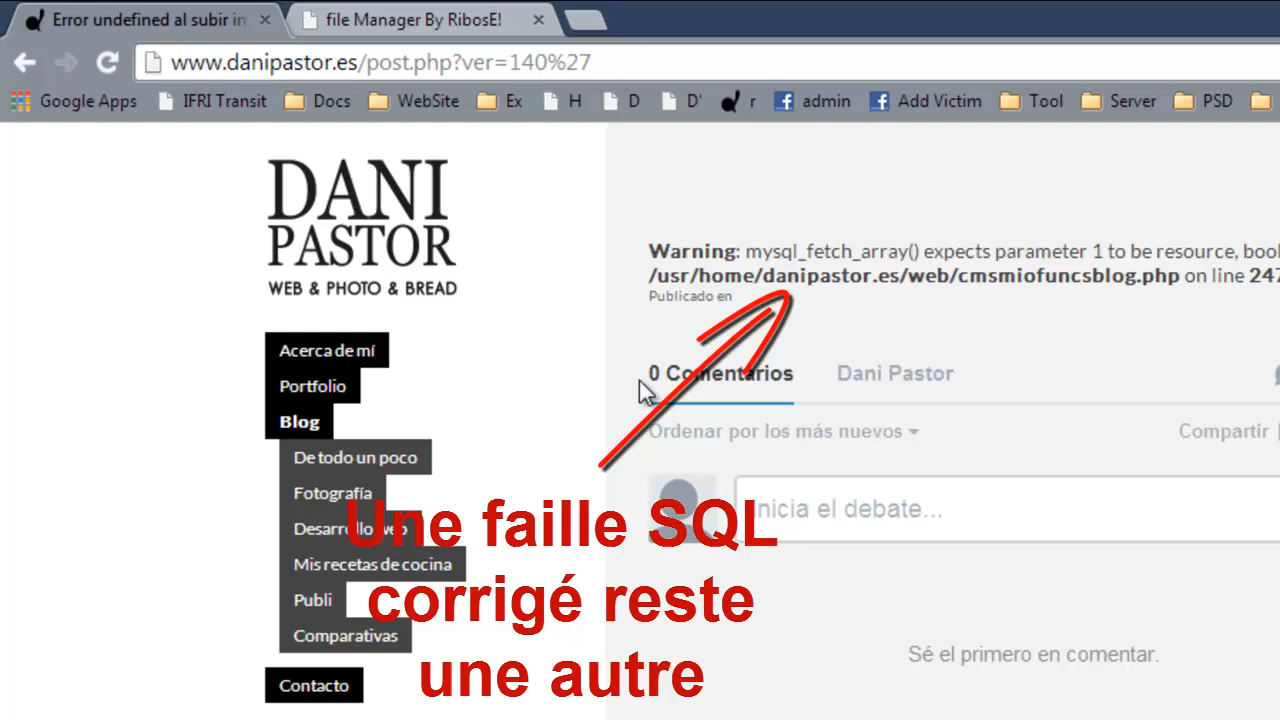 Error undefined al subir in
file Manager By RibosE!
www.danipastor.es/post.php?ver=140%27
Google Apps IFRI Transit Docs WebSite Ex H D D' r admin Add Victim Tool Server PSD
DANI
PASTOR
WEB & PHOTO & BREAD
Acerca de mí
Portfolio
Blog
De todo un poco
Fotografía
Desarrollo web
Mis recetas de cocina
Publi
Comparativas
Contacto
Warning: mysql_fetch_array() expects parameter 1 to be resource, bool
/usr/home/danipastor.es/web/cmsmiofuncsblog.php on line 247
Publicado en
0 Comentarios Dani Pastor
Ordenar por los más nuevos Compartir
Inicia el debate...
Sé el primero en comentar.
Une faille SQL
corrigé reste
une autre